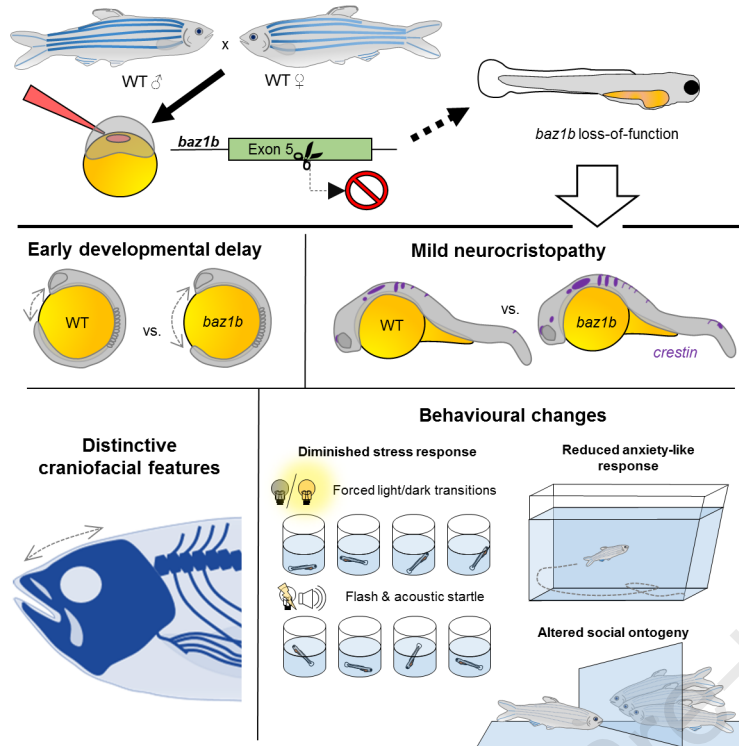 x
WT ♂
WT ♀
baz1b
Exon 5
baz1b loss-of-function
Early developmental delay
Mild neurocristopathy
WT
vs.
baz1b
WT
vs.
baz1b
crestin
Distinctive
craniofacial features
Behavioural changes
Diminished stress response
Forced light/dark transitions
Flash & acoustic startle
Reduced anxiety-like
response
Altered social ontogeny